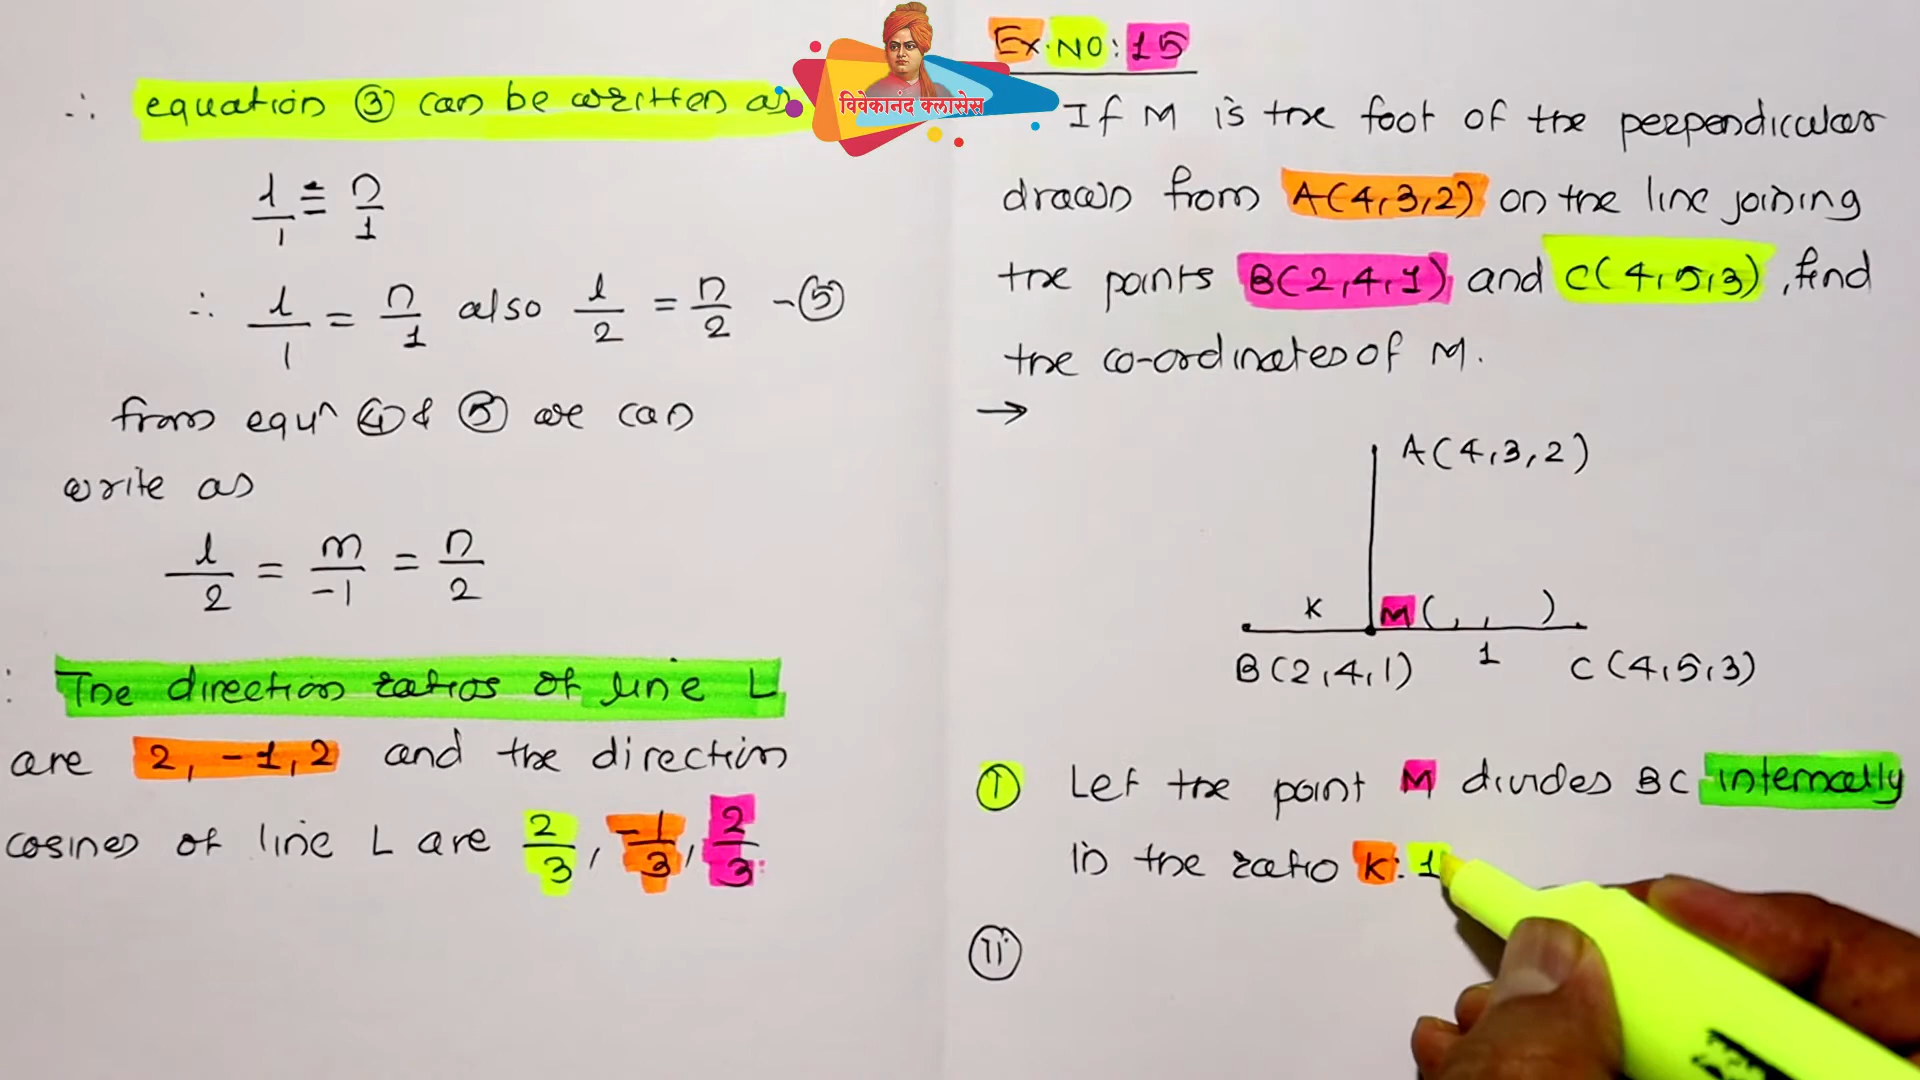 ∴ equation ③ can be written as
l/1 = n/1
∴ l/1 = n/1 also l/2 = n/2 -⑤
from equⁿ ④ & ⑤ we can
write as
l/2 = m/-1 = n/2
: The direction ratios of line L
are 2, -1, 2 and the direction
cosines of line L are 2/3, -1/3, 2/3.
विवेकानंद क्लासेस
Ex.NO: 15
If M is the foot of the perpendicular
drawn from A(4,3,2) on the line joining
the points B(2,4,1) and C(4,5,3), find
the co-ordinates of M.
→
A(4,3,2)
K M( , , )
B(2,4,1) 1 C(4,5,3)
Ⓘ Let the point M divides BC internally
in the ratio K:1
Ⅱ